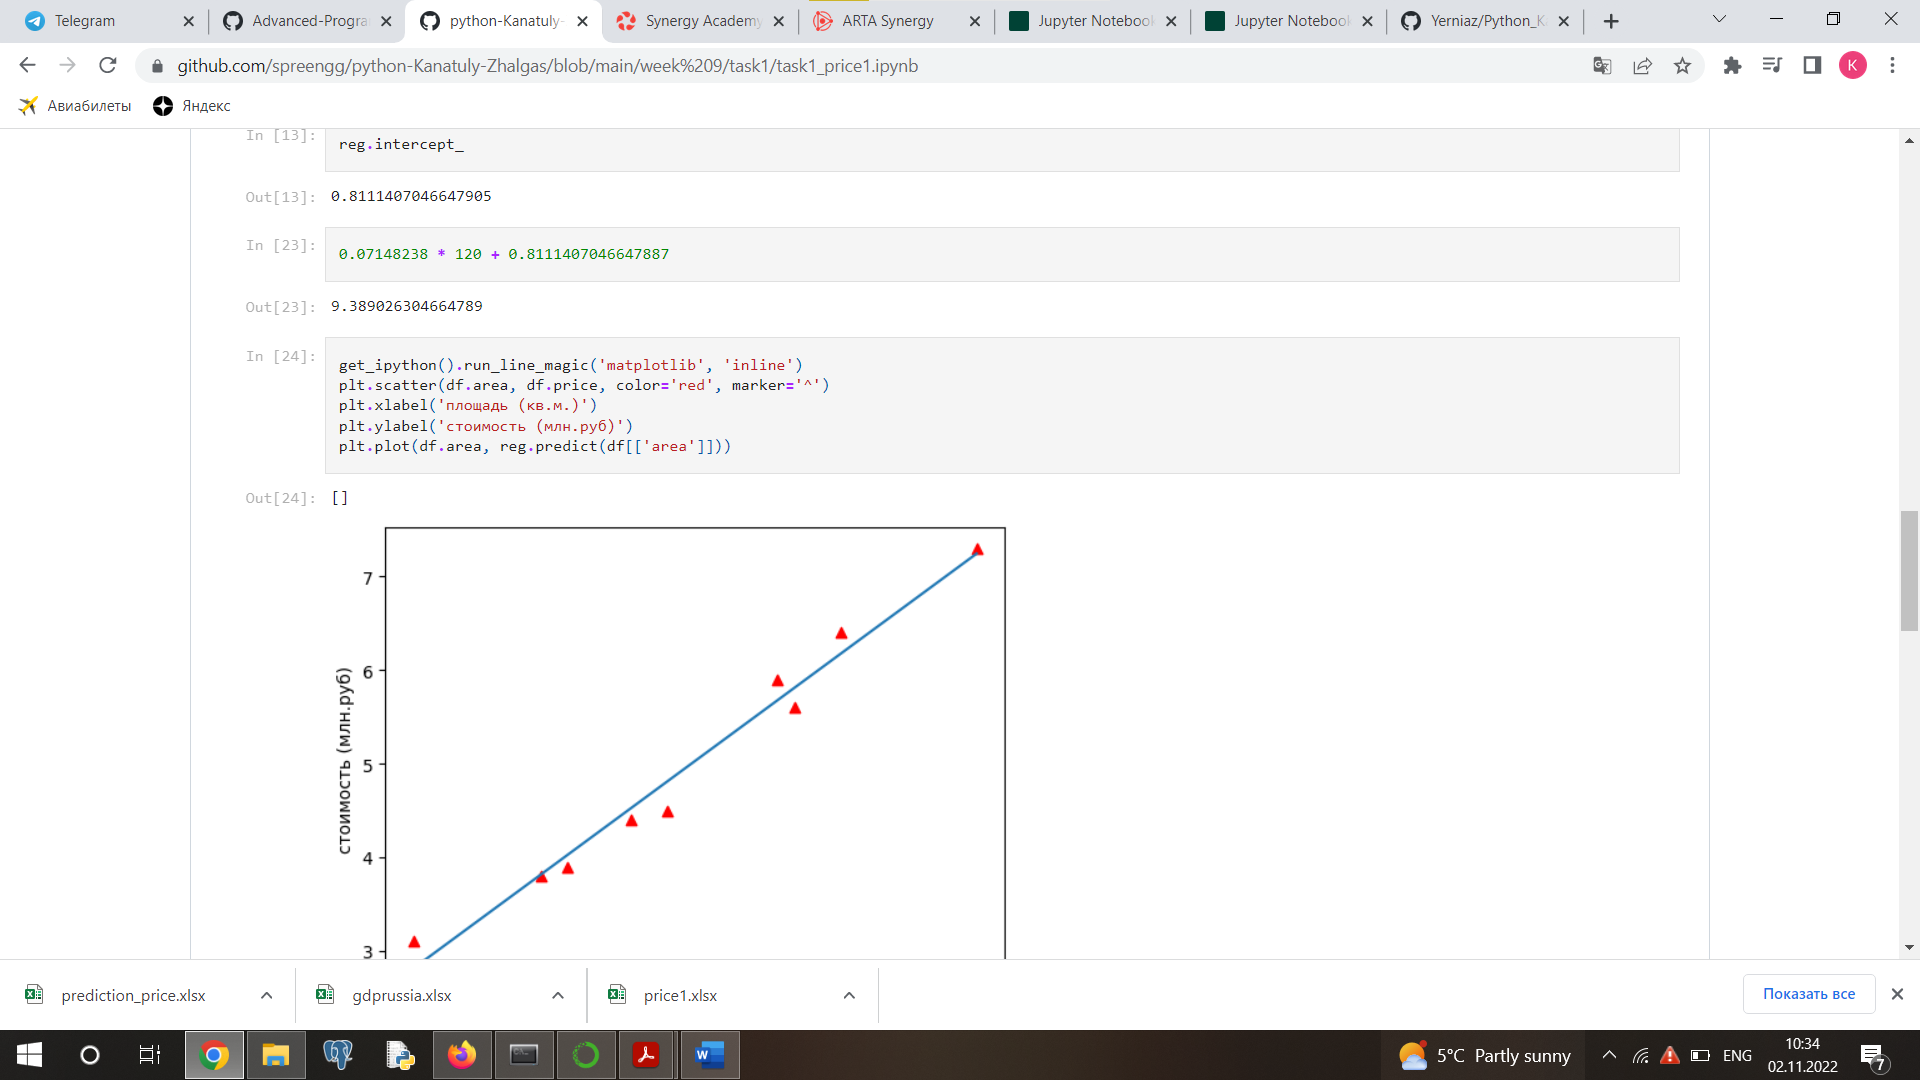 Telegram
Advanced-Progra
python-Kanatuly-
Synergy Academy
ARTA Synergy
Jupyter Notebook
Jupyter Notebook
Yerniaz/Python_K
github.com/spreengg/python-Kanatuly-Zhalgas/blob/main/week%209/task1/task1_price1.ipynb
K
Авиабилеты
Яндекс
In [13]:
reg.intercept_
Out[13]:
0.8111407046647905
In [23]:
0.07148238 * 120 + 0.8111407046647887
Out[23]:
9.389026304664789
In [24]:
get_ipython().run_line_magic('matplotlib', 'inline')
plt.scatter(df.area, df.price, color='red', marker='^')
plt.xlabel('площадь (кв.м.)')
plt.ylabel('стоимость (млн.руб)')
plt.plot(df.area, reg.predict(df[['area']]))
Out[24]:
[]
7
6
5
4
3
стоимость (млн.руб)
prediction_price.xlsx
gdprussia.xlsx
price1.xlsx
Показать все
5°C Partly sunny
ENG
10:34
02.11.2022
7